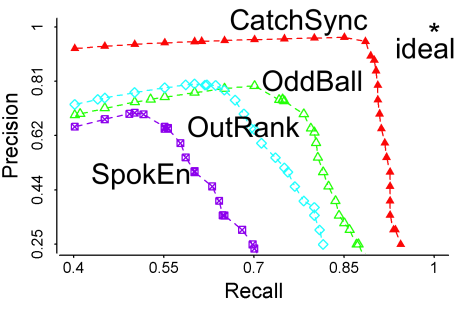 CatchSync
*
ideal
OddBall
OutRank
SpokEn
Precision
1
0.81
0.62
0.44
0.25
0.4
0.55
0.7
0.85
1
Recall